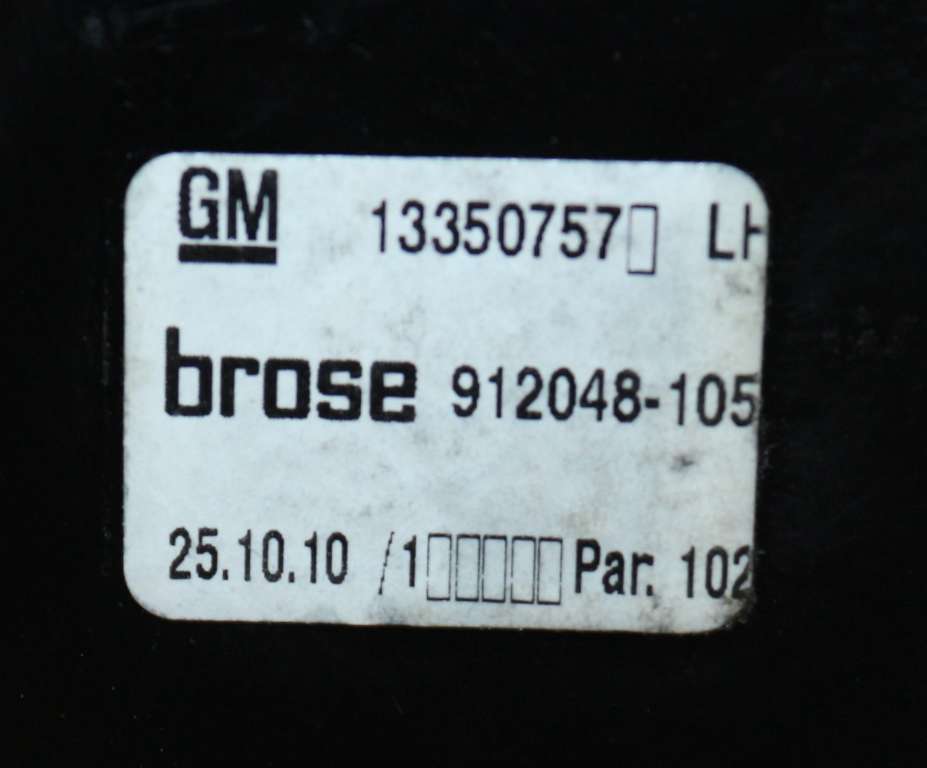 GM 13350757▯ LH
brose 912048-105
25.10.10 /1▯▯▯▯▯ Par. 102